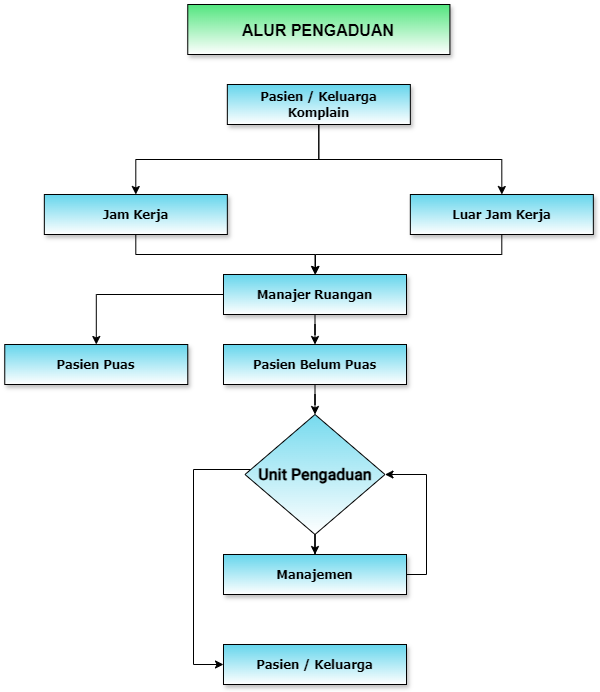 ALUR PENGADUAN
Pasien / Keluarga
Komplain
Jam Kerja
Luar Jam Kerja
Manajer Ruangan
Pasien Puas
Pasien Belum Puas
Unit Pengaduan
Manajemen
Pasien / Keluarga